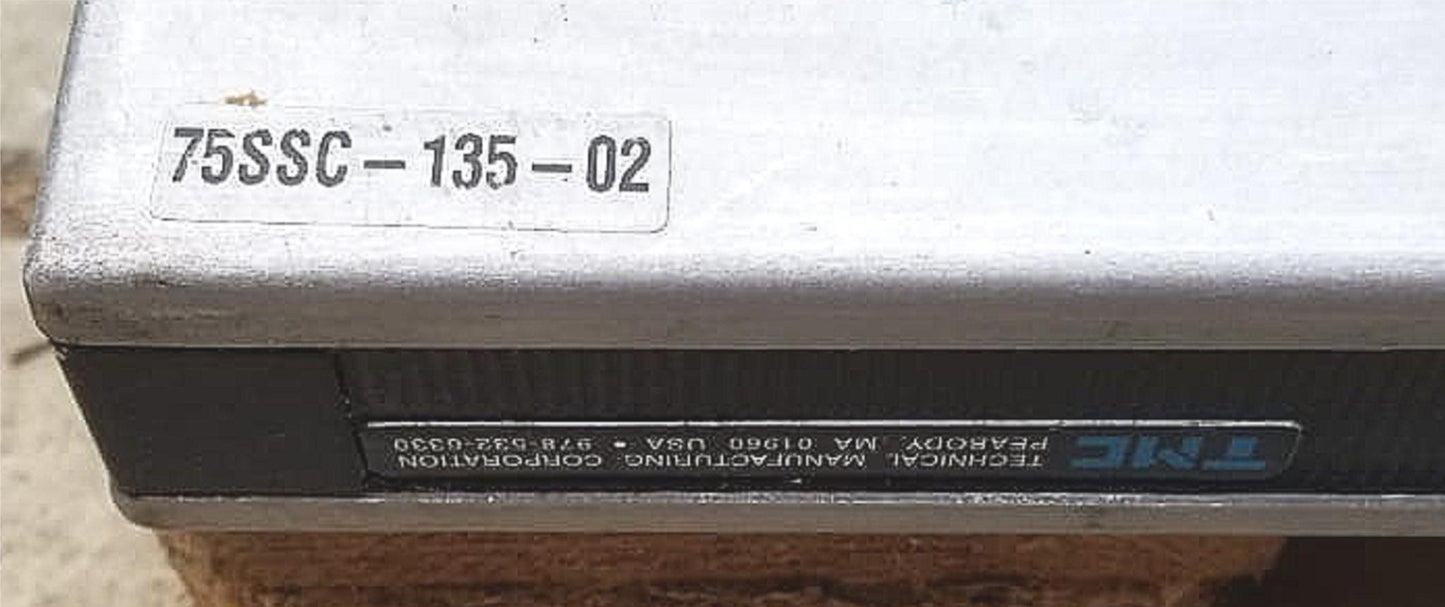 75SSC-135-02
TMC
TECHNICAL MANUFACTURING CORPORATION
PEABODY, MA 01960 USA • 978-532-6330